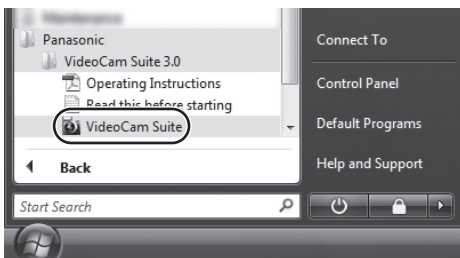 Panasonic
VideoCam Suite 3.0
Operating Instructions
Read this before starting
VideoCam Suite
Back
Start Search
Connect To
Control Panel
Default Programs
Help and Support